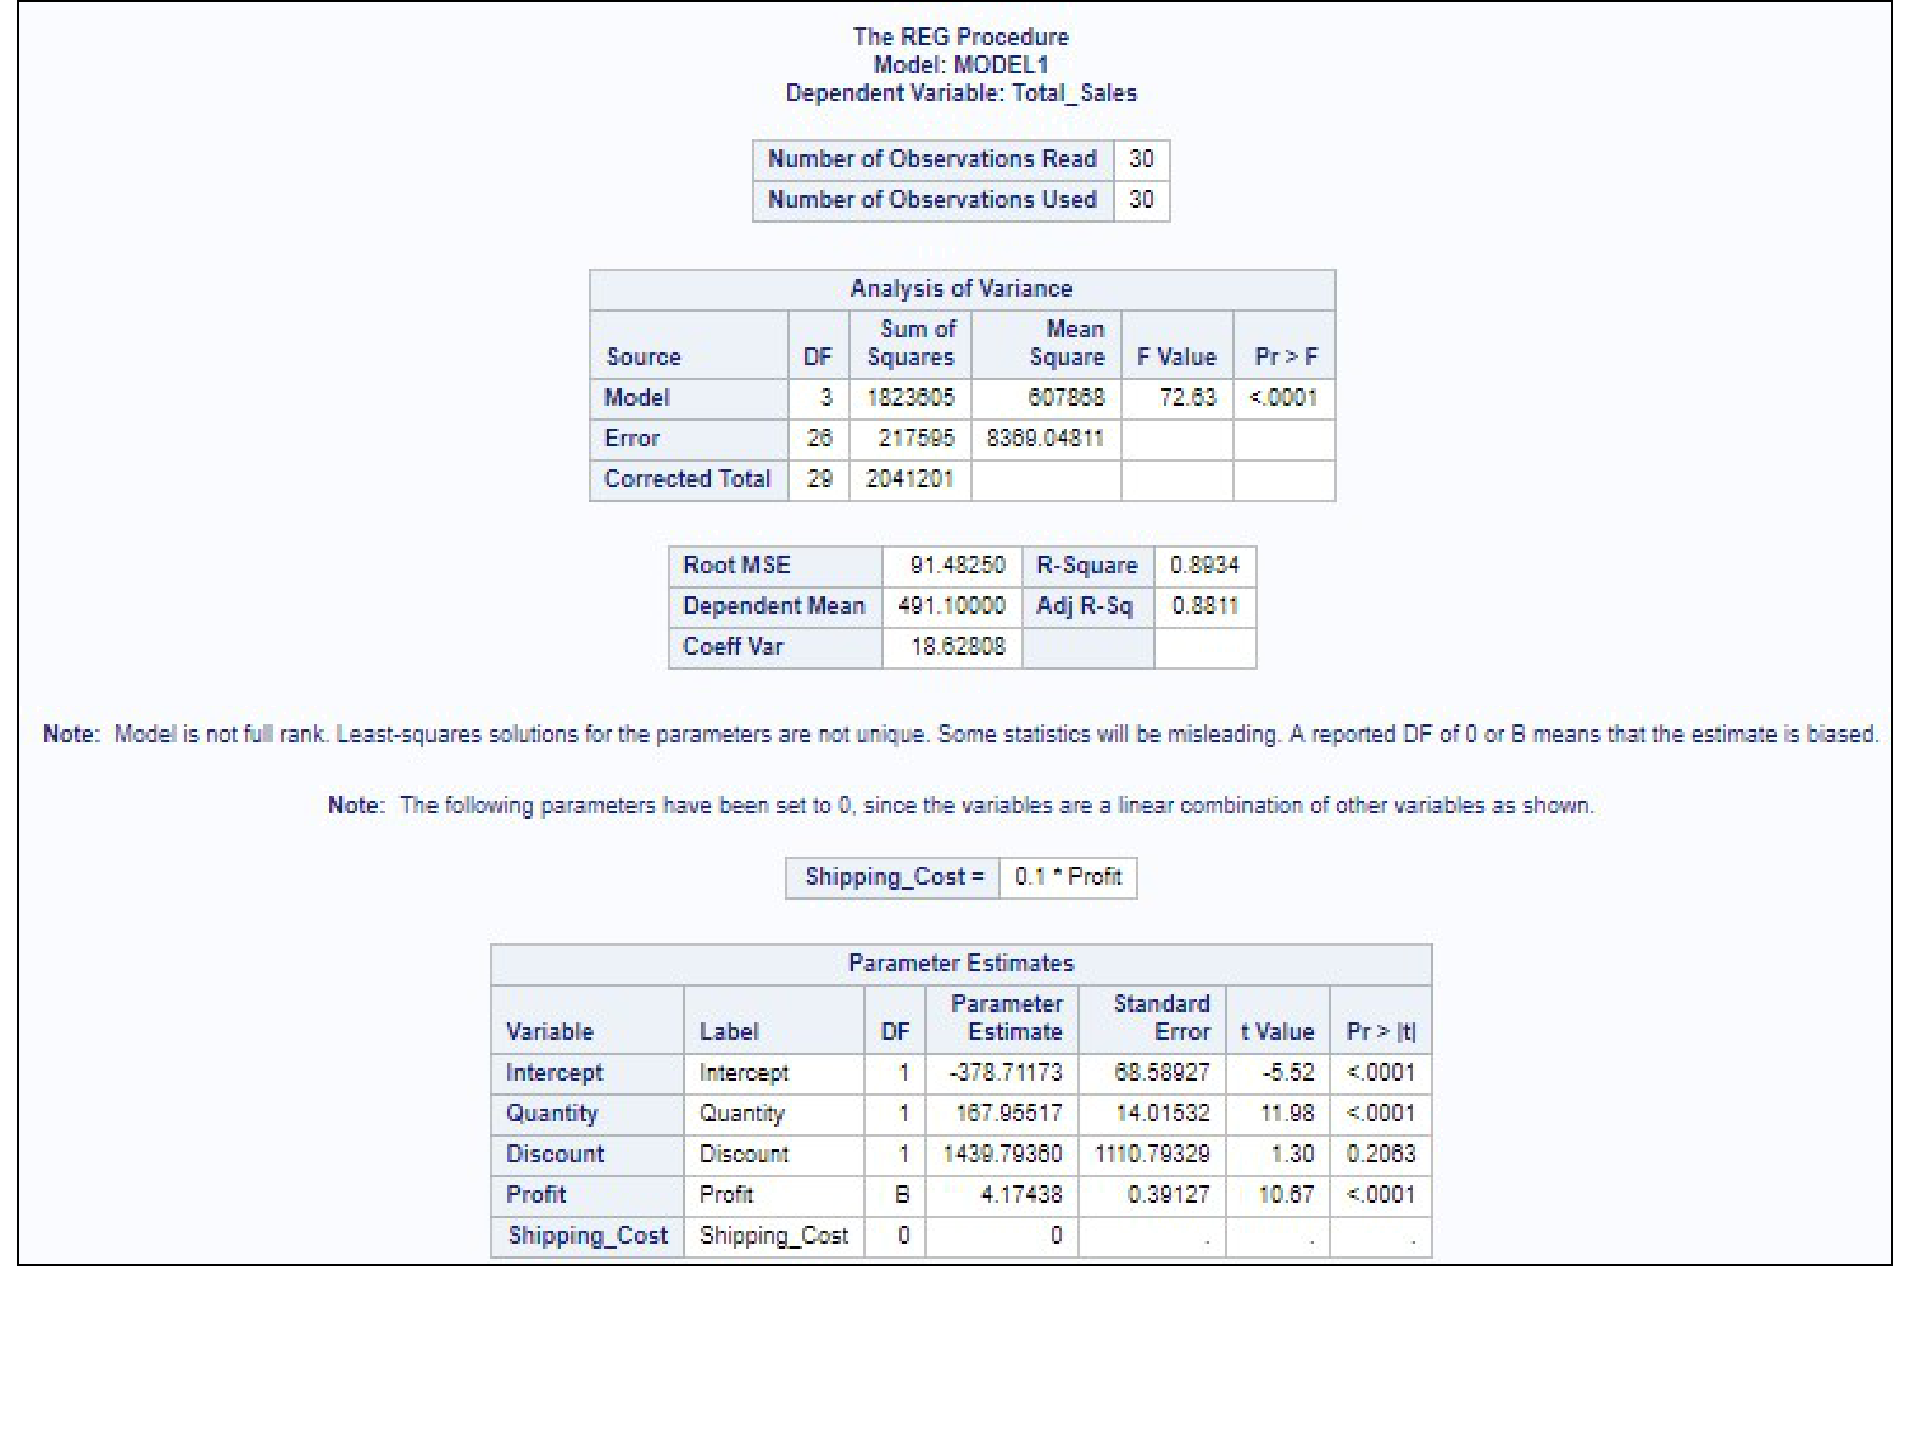 The REG Procedure
Model: MODEL1
Dependent Variable: Total_Sales
Number of Observations Read 30
Number of Observations Used 30
Analysis of Variance
Source DF Sum of Squares Mean Square F Value Pr > F
Model 3 1823605 607868 72.63 <.0001
Error 26 217595 8369.04811
Corrected Total 29 2041201
Root MSE 91.48250 R-Square 0.8934
Dependent Mean 491.10000 Adj R-Sq 0.8811
Coeff Var 18.62808
Note: Model is not full rank. Least-squares solutions for the parameters are not unique. Some statistics will be misleading. A reported DF of 0 or B means that the estimate is biased.
Note: The following parameters have been set to 0, since the variables are a linear combination of other variables as shown.
Shipping_Cost = 0.1 * Profit
Parameter Estimates
Variable Label DF Parameter Estimate Standard Error t Value Pr > |t|
Intercept Intercept 1 -378.71173 68.58927 -5.52 <.0001
Quantity Quantity 1 167.95517 14.01532 11.98 <.0001
Discount Discount 1 1439.79360 1110.79329 1.30 0.2063
Profit Profit B 4.17438 0.39127 10.67 <.0001
Shipping_Cost Shipping_Cost 0 0 . . .